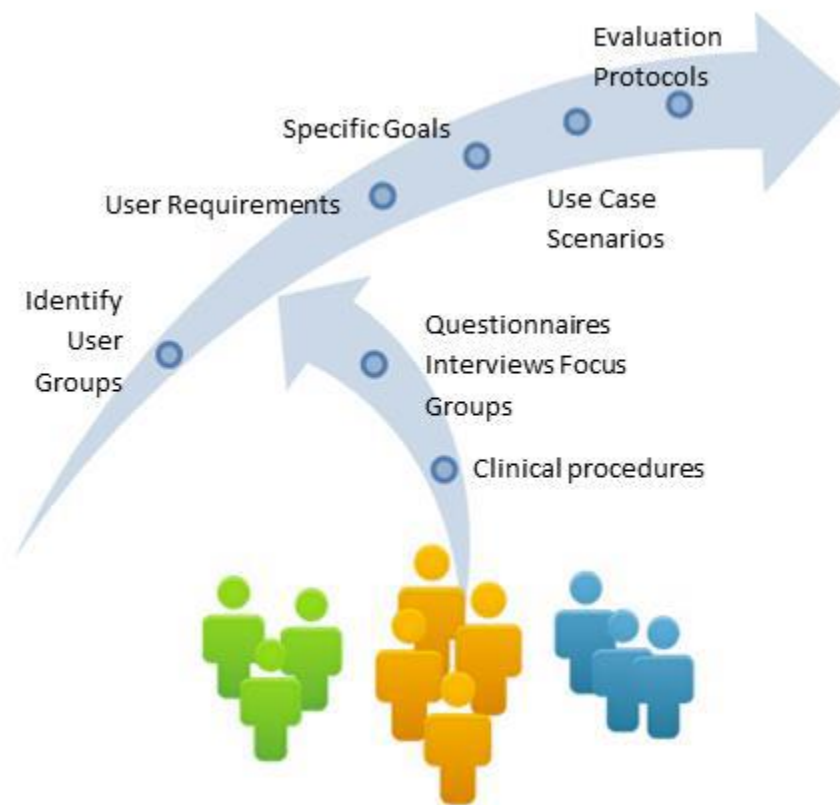 Evaluation
Protocols
Specific Goals
User Requirements
Use Case
Scenarios
Identify
User
Groups
Questionnaires
Interviews Focus
Groups
Clinical procedures